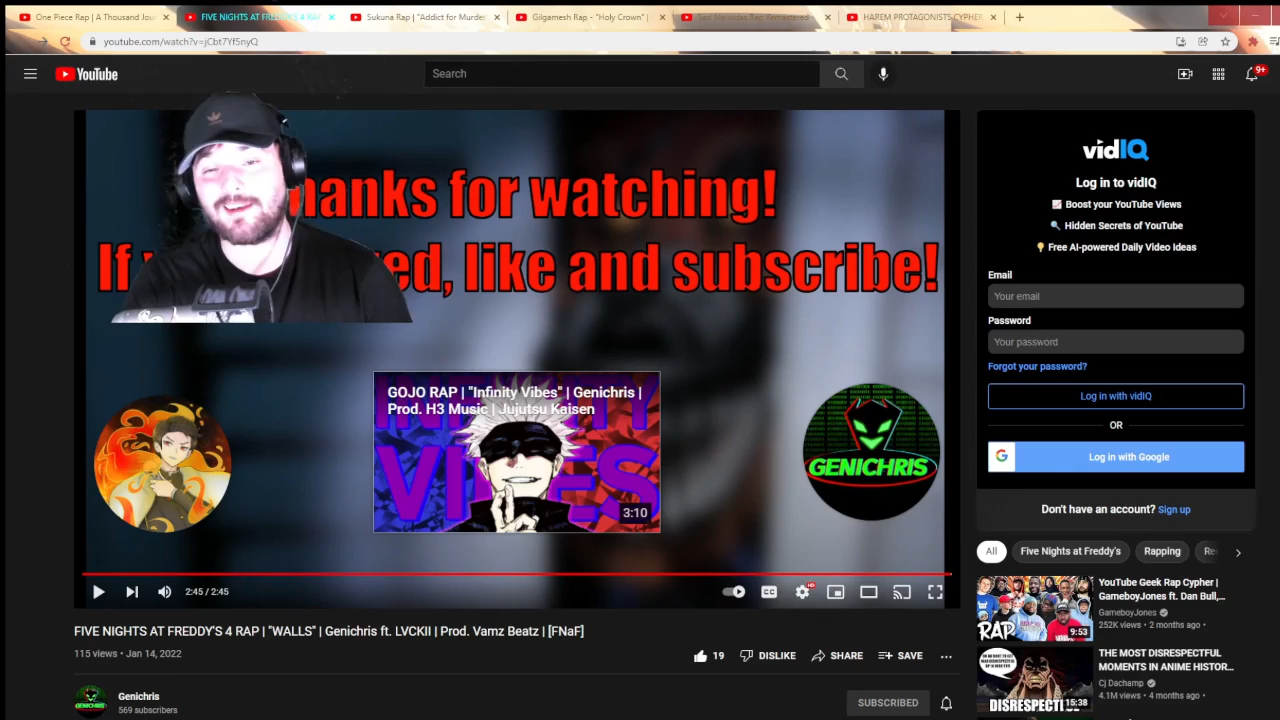 One Piece Rap | A Thousand Jour
FIVE NIGHTS AT FREDDY'S 4 RAP
Sukuna Rap | "Addict for Murder"
Gilgamesh Rap - "Holy Crown" |
Rap Remastered -
HAREM PROTAGONISTS CYPHER
youtube.com/watch?v=jCbt7Yf5nyQ
YouTube
Search
9+
hanks for watching!
If ed, like and subscribe!
GOJO RAP | "Infinity Vibes" | Genichris |
Prod. H3 Music | Jujutsu Kaisen
3:10
GENICHRIS
2:45 / 2:45
CC
HD
FIVE NIGHTS AT FREDDY'S 4 RAP | "WALLS" | Genichris ft. LVCKII | Prod. Vamz Beatz | [FNaF]
115 views • Jan 14, 2022
19
DISLIKE
SHARE
SAVE
Genichris
569 subscribers
SUBSCRIBED
vidIQ
Log in to vidIQ
Boost your YouTube Views
Hidden Secrets of YouTube
Free AI-powered Daily Video Ideas
Email
Your email
Password
Your password
Forgot your password?
Log in with vidIQ
OR
Log in with Google
Don't have an account? Sign up
All
Five Nights at Freddy's
Rapping
Re
YouTube Geek Rap Cypher |
GameboyJones ft. Dan Bull,...
GameboyJones
252K views • 2 months ago •
RAP
9:53
THE MOST DISRESPECTFUL
MOMENTS IN ANIME HISTOR...
Cj Dachamp
4.1M views • 4 months ago •
15:38